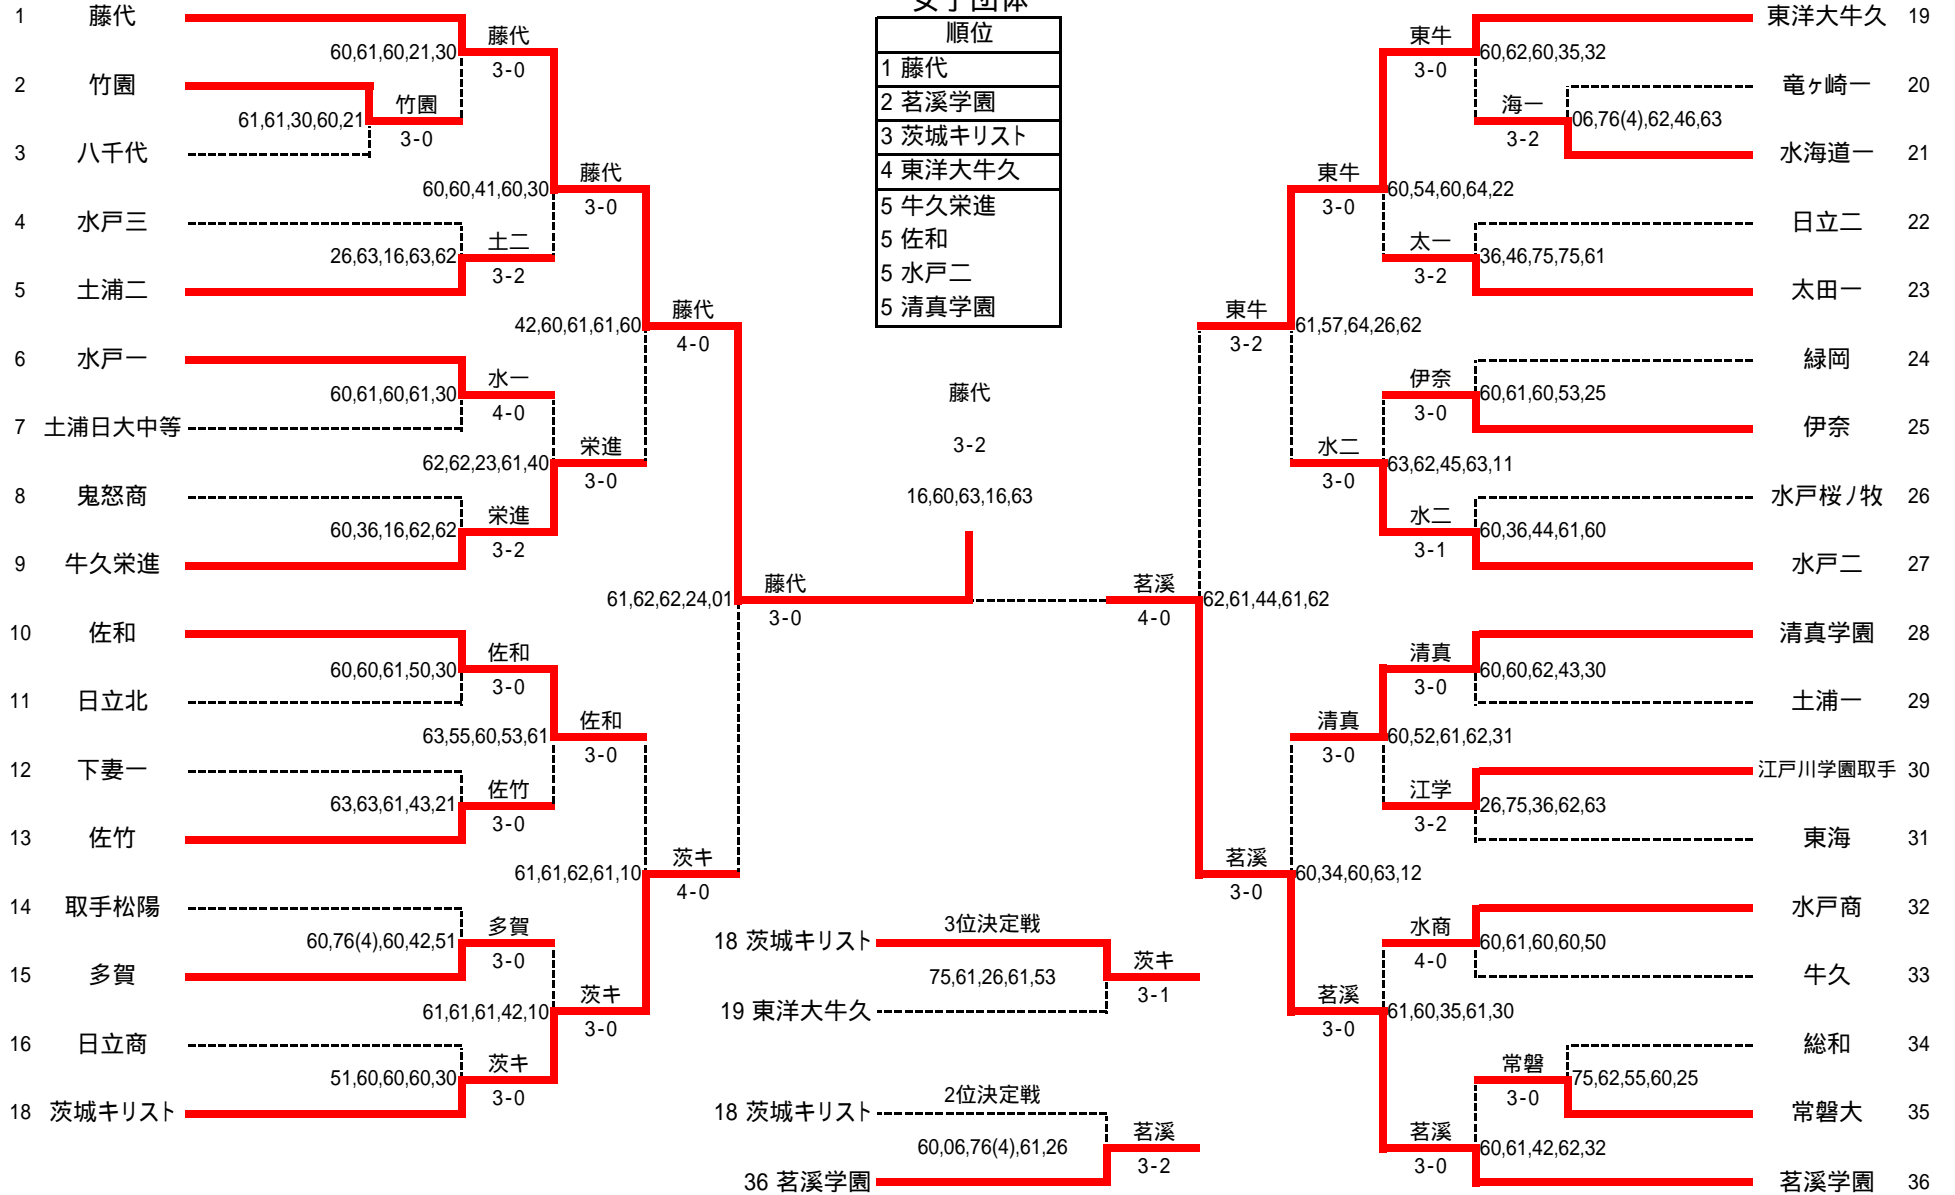 女子団体
順位
1 藤代
2 茗溪学園
3 茨城キリスト
4 東洋大牛久
5 牛久栄進
5 佐和
5 水戸二
5 清真学園
1 藤代
60,61,60,21,30
藤代
3-0
2 竹園
61,61,30,60,21
竹園
3-0
3 八千代
60,60,41,60,30
藤代
3-0
4 水戸三
26,63,16,63,62
土二
3-2
5 土浦二
42,60,61,61,60
藤代
4-0
6 水戸一
60,61,60,61,30
水一
4-0
7 土浦日大中等
62,62,23,61,40
栄進
3-0
8 鬼怒商
60,36,16,62,62
栄進
3-2
9 牛久栄進
61,62,62,24,01
藤代
3-0
10 佐和
60,60,61,50,30
佐和
3-0
11 日立北
63,55,60,53,61
佐和
3-0
12 下妻一
63,63,61,43,21
佐竹
3-0
13 佐竹
61,61,62,61,10
茨キ
4-0
14 取手松陽
60,76(4),60,42,51
多賀
3-0
15 多賀
61,61,61,42,10
茨キ
3-0
16 日立商
51,60,60,60,30
茨キ
3-0
18 茨城キリスト
藤代
3-2
16,60,63,16,63
18 茨城キリスト
3位決定戦
75,61,26,61,53
茨キ
3-1
19 東洋大牛久
18 茨城キリスト
2位決定戦
60,06,76(4),61,26
茗溪
3-2
36 茗溪学園
東洋大牛久 19
東牛
3-0
60,62,60,35,32
竜ヶ崎一 20
海一
3-2
06,76(4),62,46,63
水海道一 21
東牛
3-0
60,54,60,64,22
日立二 22
太一
3-2
36,46,75,75,61
太田一 23
東牛
3-2
61,57,64,26,62
緑岡 24
伊奈
3-0
60,61,60,53,25
伊奈 25
水二
3-0
63,62,45,63,11
水戸桜ノ牧 26
水二
3-1
60,36,44,61,60
水戸二 27
茗溪
4-0
62,61,44,61,62
清真学園 28
清真
3-0
60,60,62,43,30
土浦一 29
清真
3-0
60,52,61,62,31
江戸川学園取手 30
江学
3-2
26,75,36,62,63
東海 31
茗溪
3-0
60,34,60,63,12
水戸商 32
水商
4-0
60,61,60,60,50
牛久 33
茗溪
3-0
61,60,35,61,30
総和 34
常磐
3-0
75,62,55,60,25
常磐大 35
茗溪
3-0
60,61,42,62,32
茗溪学園 36